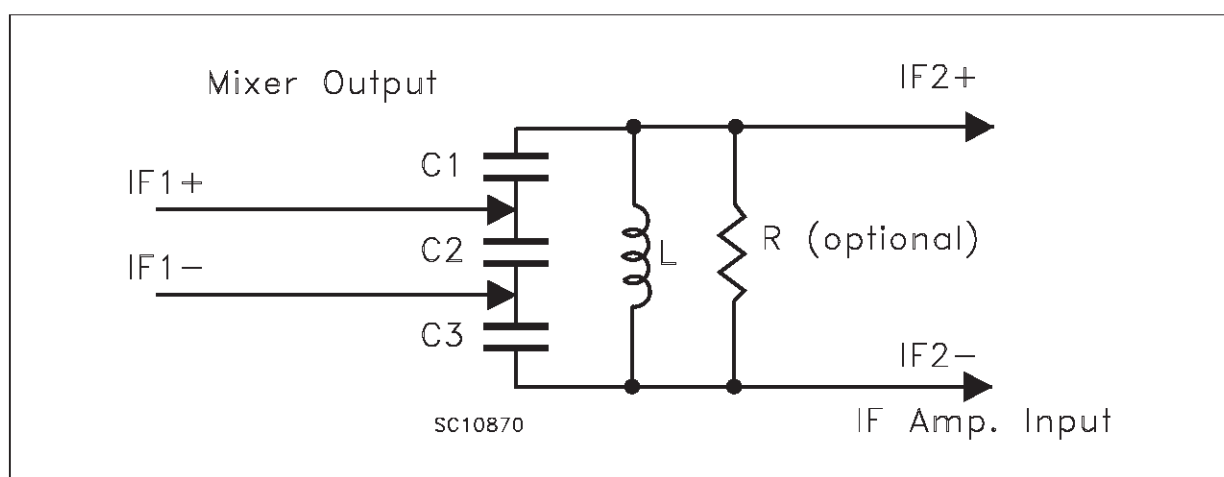 Mixer Output
IF2+
C1
IF1+
C2
L
R (optional)
IF1-
C3
IF2-
SC10870
IF Amp. Input